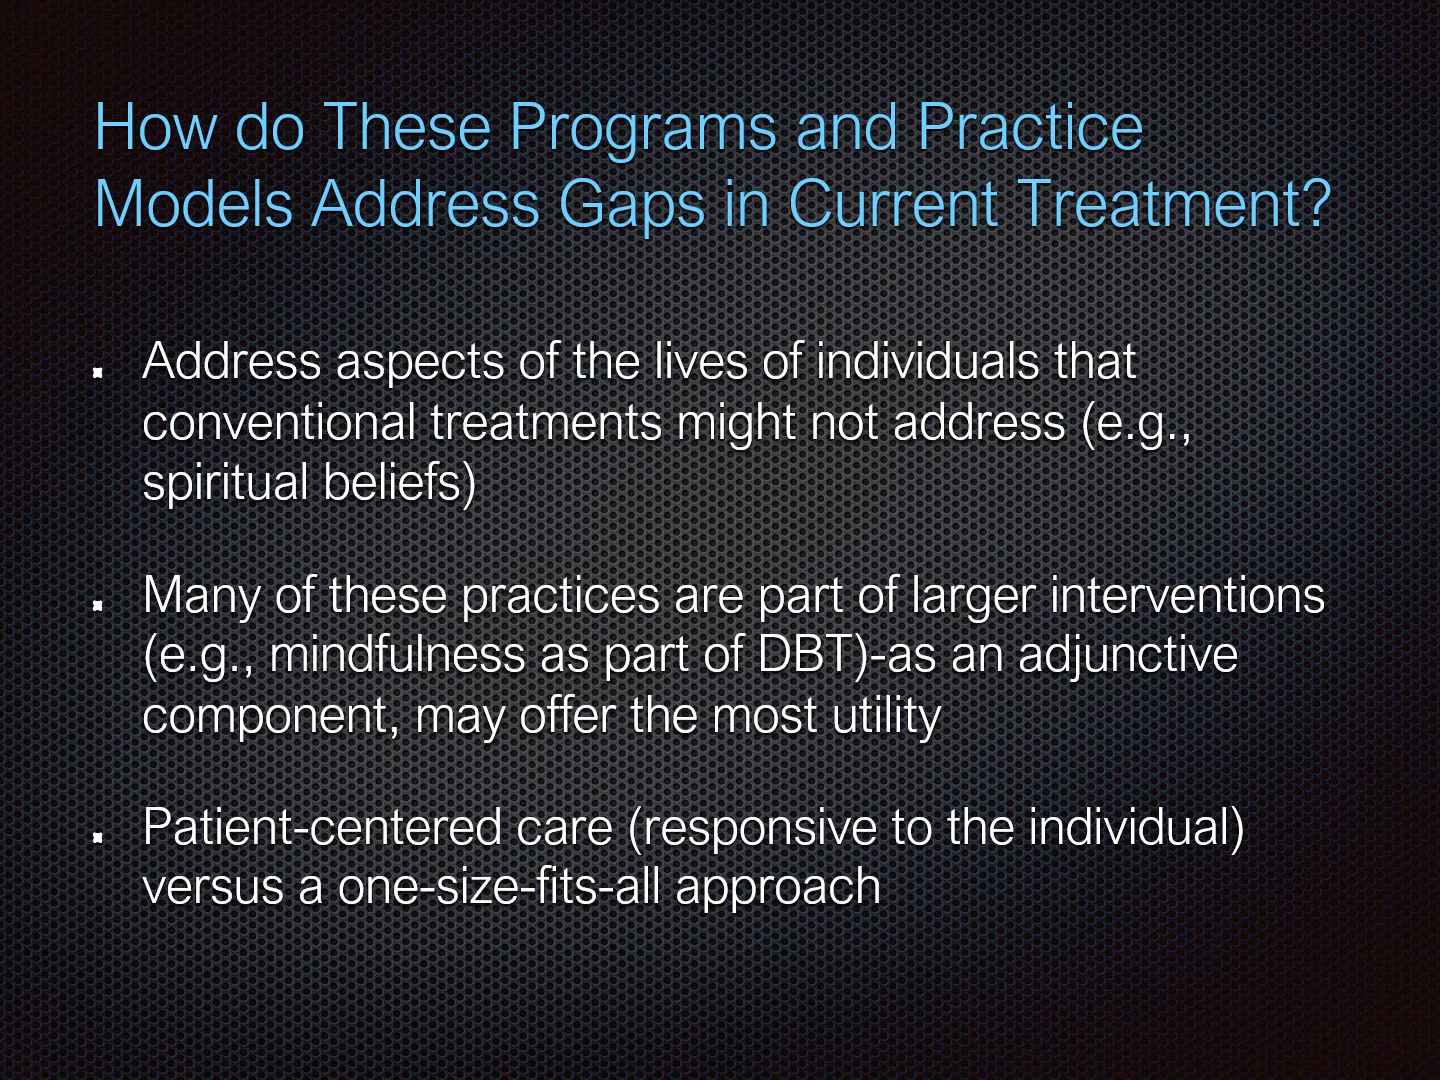 How do These Programs and Practice
Models Address Gaps in Current Treatment?
Address aspects of the lives of individuals that
conventional treatments might not address (e.g.,
spiritual beliefs)
Many of these practices are part of larger interventions
(e.g., mindfulness as part of DBT)-as an adjunctive
component, may offer the most utility
Patient-centered care (responsive to the individual)
versus a one-size-fits-all approach